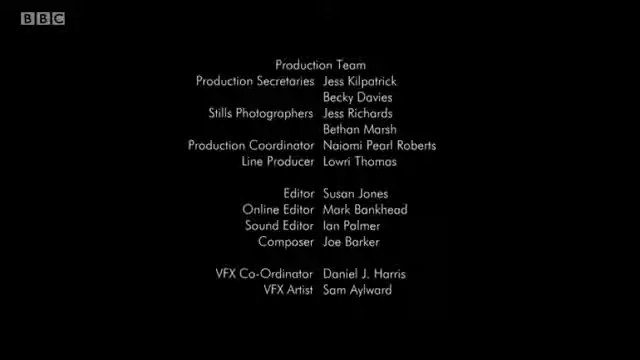 BBC
Production Team
Production Secretaries Jess Kilpatrick
Becky Davies
Stills Photographers Jess Richards
Bethan Marsh
Production Coordinator Naiomi Pearl Roberts
Line Producer Lowri Thomas
Editor Susan Jones
Online Editor Mark Bankhead
Sound Editor Ian Palmer
Composer Joe Barker
VFX Co-Ordinator Daniel J. Harris
VFX Artist Sam Aylward